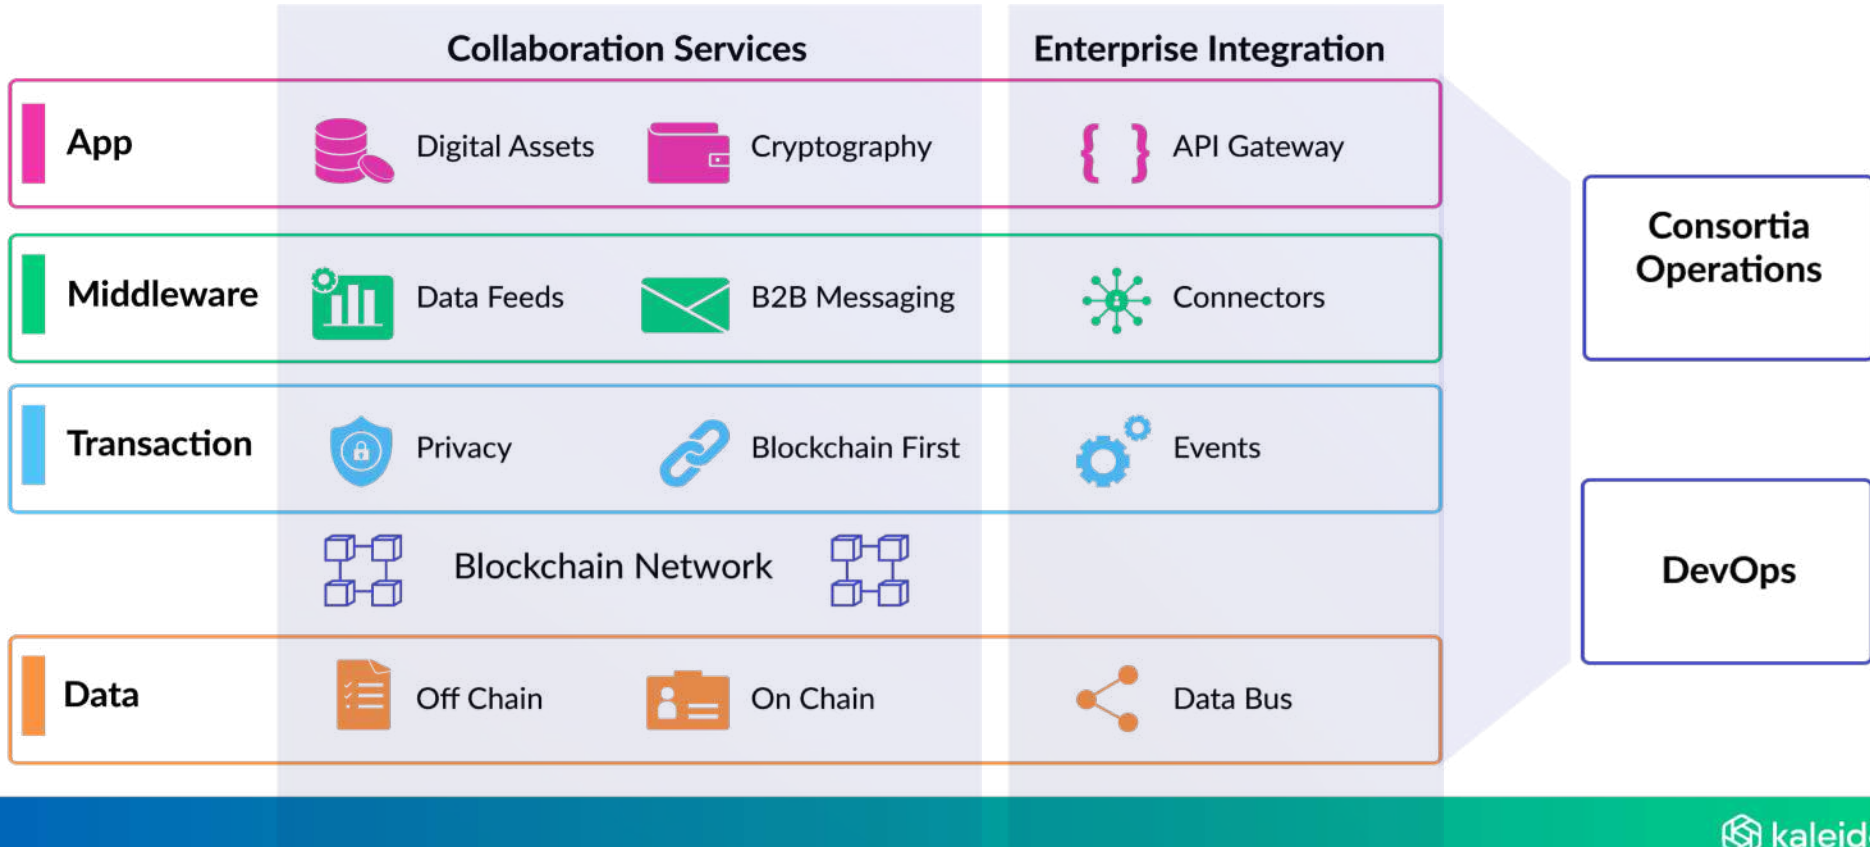 Collaboration Services
Enterprise Integration
App
Digital Assets
Cryptography
{ } API Gateway
Consortia
Operations
Middleware
Data Feeds
B2B Messaging
Connectors
Transaction
Privacy
Blockchain First
Events
Blockchain Network
DevOps
Data
Off Chain
On Chain
Data Bus